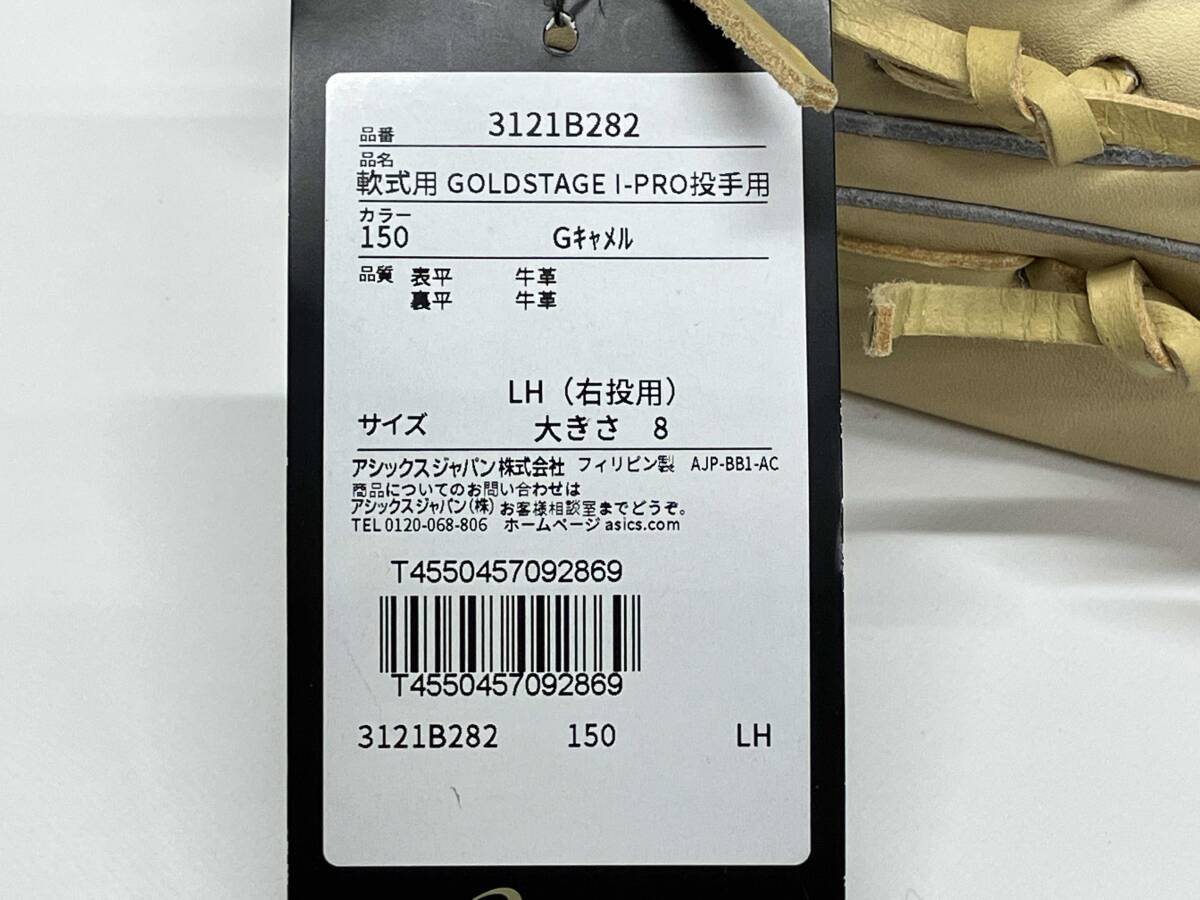 品番 3121B282
品名
軟式用 GOLDSTAGE I-PRO投手用
カラー
150 Gキャメル
品質 表平 牛革
裏平 牛革
LH（右投用）
サイズ 大きさ 8
アシックスジャパン株式会社 フィリピン製 AJP-BB1-AC
商品についてのお問い合わせは
アシックスジャパン(株)お客様相談室までどうぞ。
TEL 0120-068-806 ホームページ asics.com
T4550457092869
T4550457092869
3121B282 150 LH